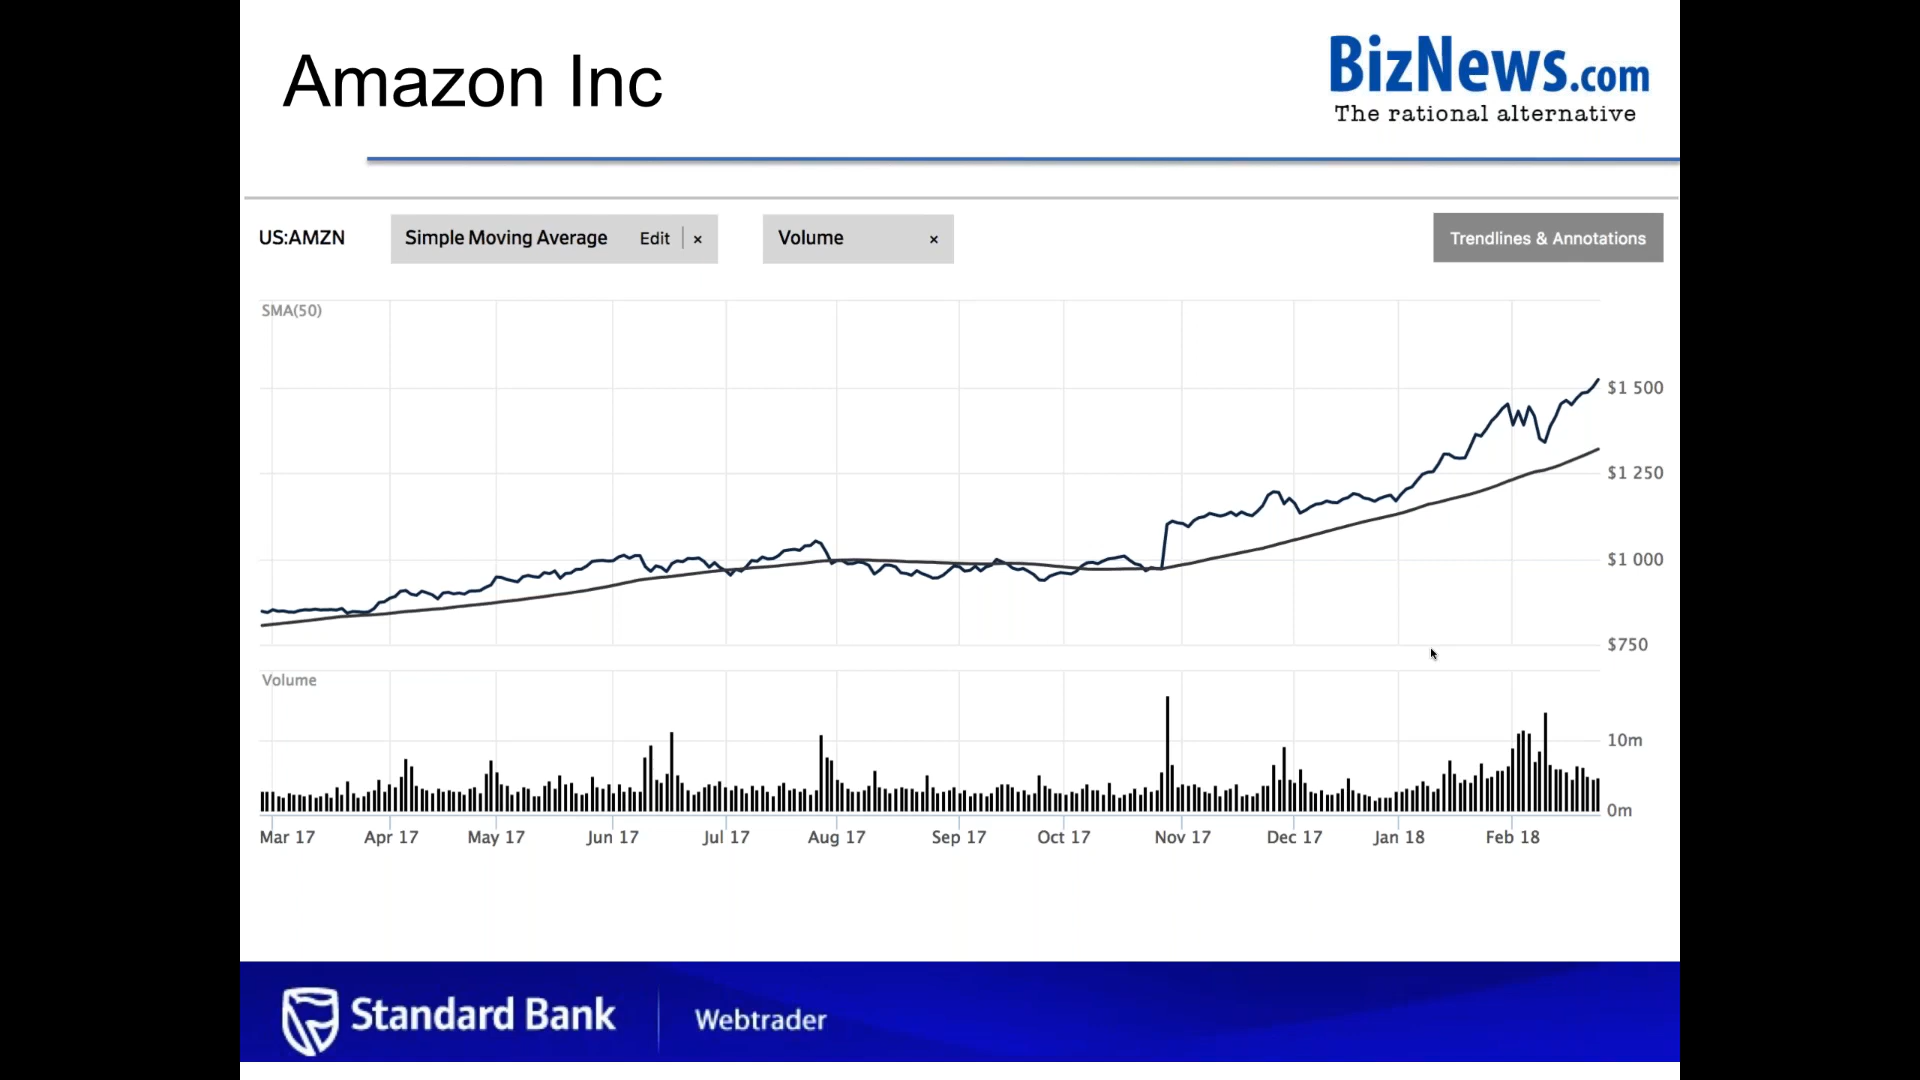 Amazon Inc
BizNews.com
The rational alternative
US:AMZN
Simple Moving Average Edit ×
Volume ×
Trendlines & Annotations
SMA(50)
$1 500
$1 250
$1 000
$750
Volume
10m
0m
Mar 17 Apr 17 May 17 Jun 17 Jul 17 Aug 17 Sep 17 Oct 17 Nov 17 Dec 17 Jan 18 Feb 18
Standard Bank Webtrader